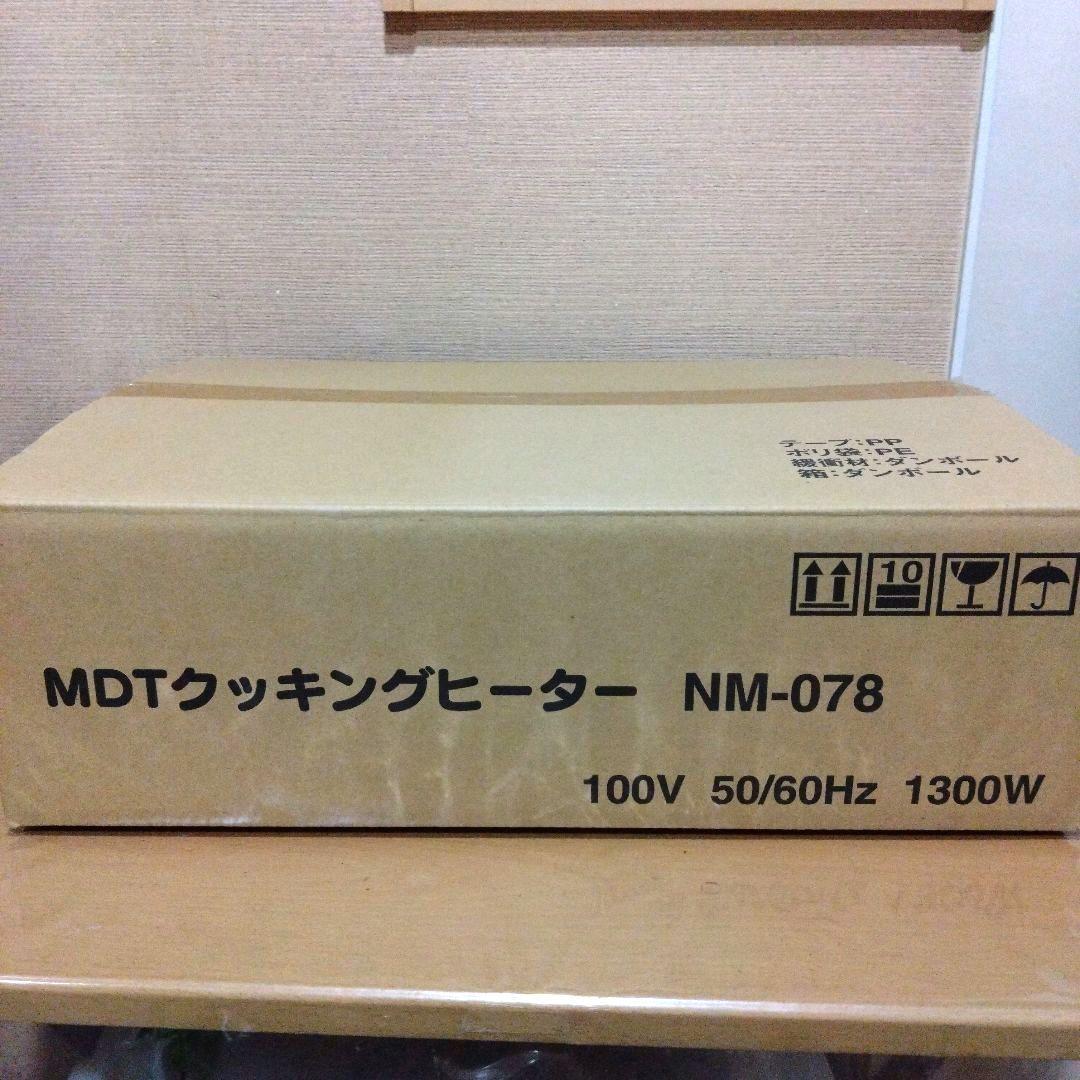 テープ:PP
ポリ袋:PE
緩衝材:ダンボール
箱:ダンボール
10
MDTクッキングヒーター NM-078
100V 50/60Hz 1300W